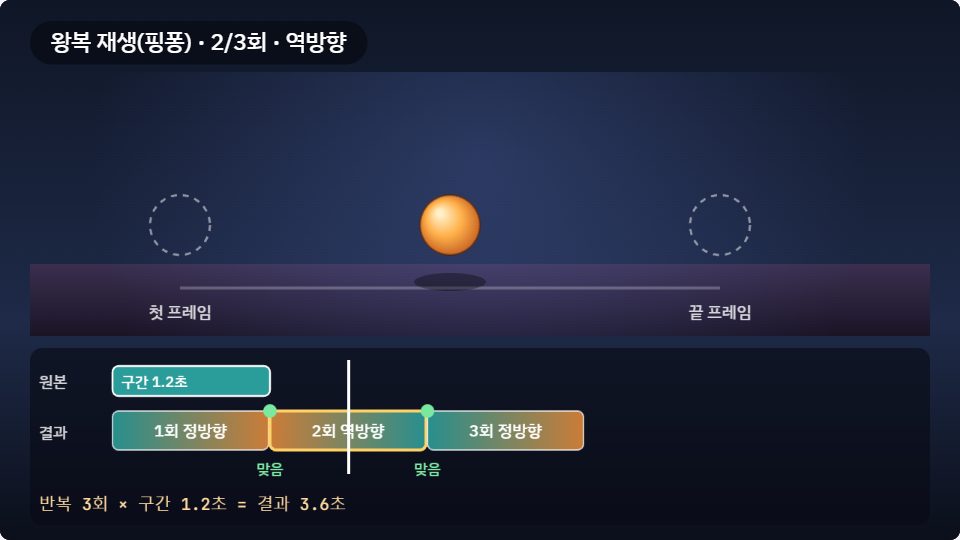 왕복 재생(핑퐁) · 2/3회 · 역방향
첫 프레임
끝 프레임
원본
구간 1.2초
결과
1회 정방향
2회 역방향
3회 정방향
맞음
맞음
반복 3회 × 구간 1.2초 = 결과 3.6초